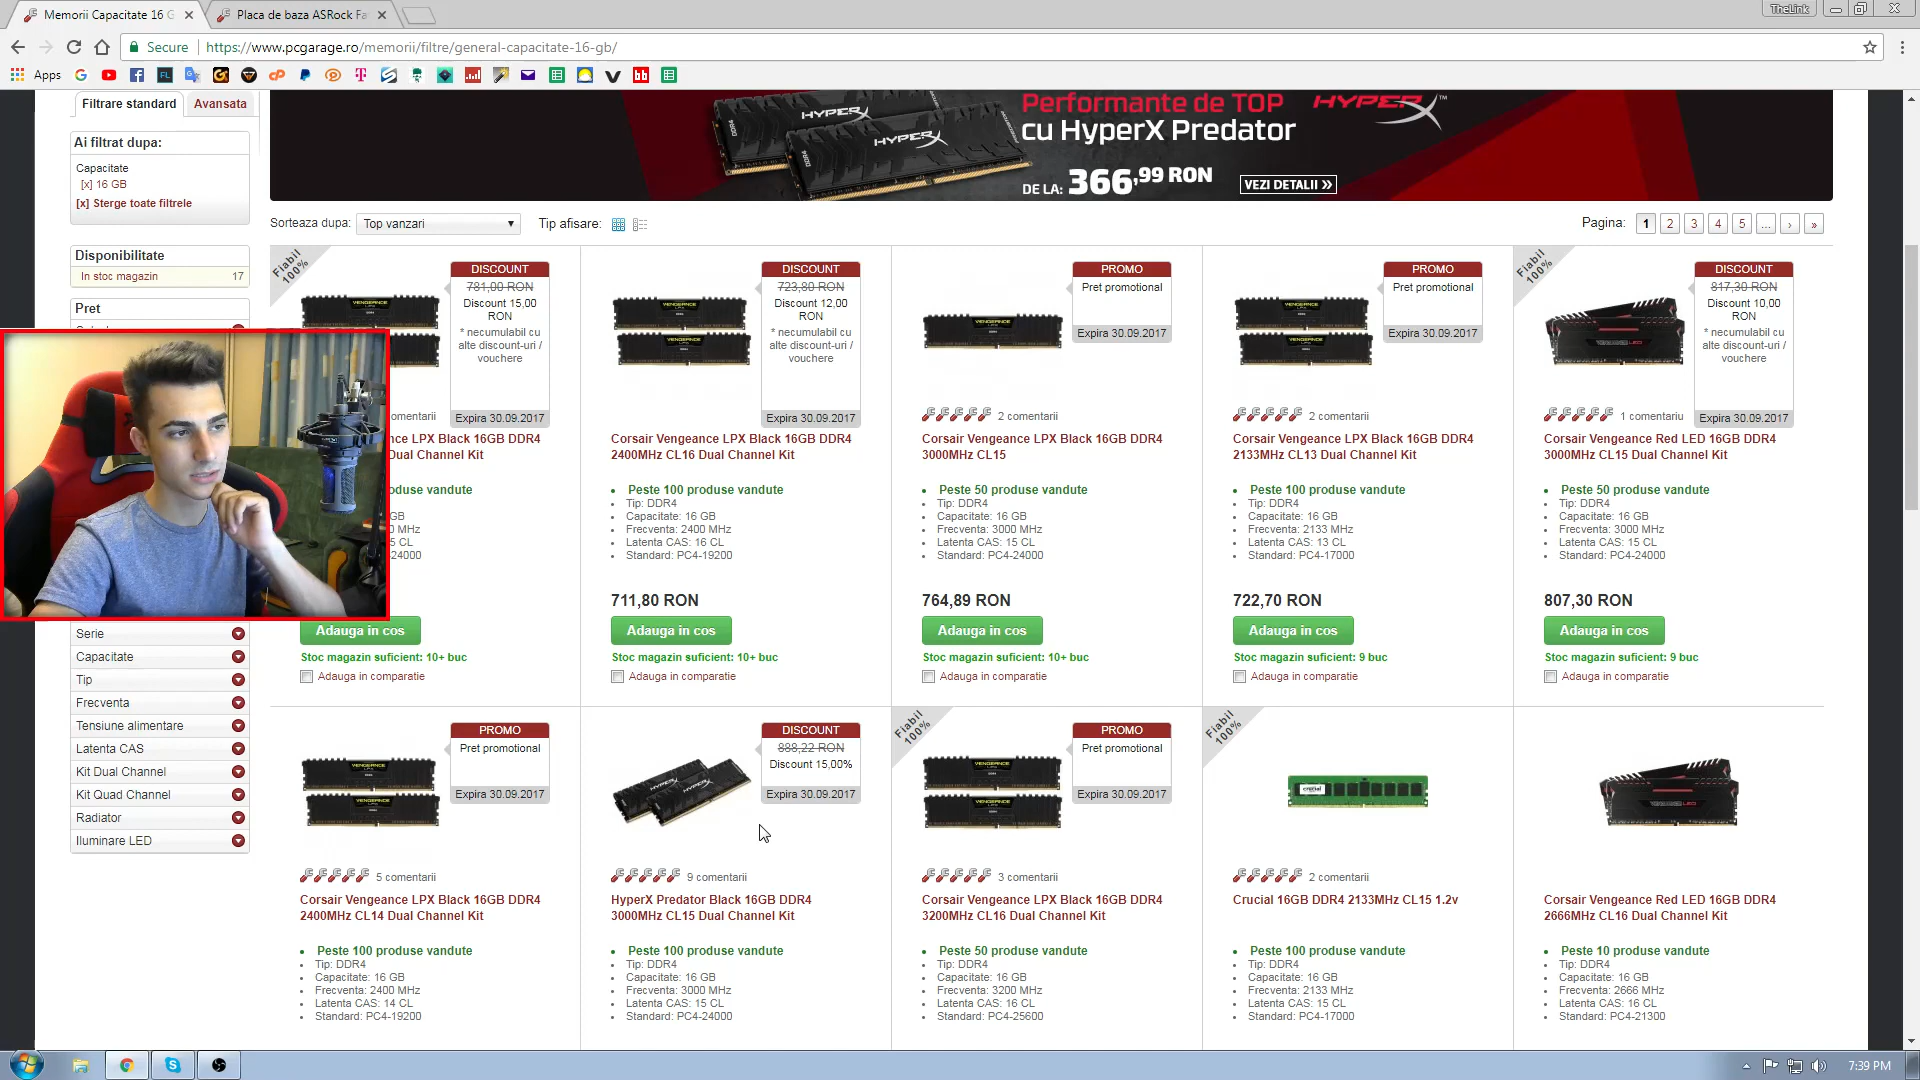 Memorii Capacitate 16 G
Placa de baza ASRock Fa
TheLink
Secure
https://www.pcgarage.ro/memorii/filtre/general-capacitate-16-gb/
Apps
Filtrare standard
Avansata
Ai filtrat dupa:
Capacitate
[x] 16 GB
[x] Sterge toate filtrele
Disponibilitate
In stoc magazin 17
Pret
Performante de TOP
cu HyperX Predator
HYPERX™
DE LA: 366,99 RON
VEZI DETALII »
Sorteaza dupa: Top vanzari
Tip afisare:
Pagina: 1 2 3 4 5 ... › »
Fiabil 100%
DISCOUNT
781,00 RON
Discount 15,00 RON
* necumulabil cu alte discount-uri / vouchere
Expira 30.09.2017
omentarii
nce LPX Black 16GB DDR4
Dual Channel Kit
oduse vandute
GB
0 MHz
5 CL
-24000
Adauga in cos
Stoc magazin suficient: 10+ buc
Adauga in comparatie
DISCOUNT
723,80 RON
Discount 12,00 RON
* necumulabil cu alte discount-uri / vouchere
Expira 30.09.2017
Corsair Vengeance LPX Black 16GB DDR4
2400MHz CL16 Dual Channel Kit
Peste 100 produse vandute
Tip: DDR4
Capacitate: 16 GB
Frecventa: 2400 MHz
Latenta CAS: 16 CL
Standard: PC4-19200
711,80 RON
Adauga in cos
Stoc magazin suficient: 10+ buc
Adauga in comparatie
PROMO
Pret promotional
Expira 30.09.2017
2 comentarii
Corsair Vengeance LPX Black 16GB DDR4
3000MHz CL15
Peste 50 produse vandute
Tip: DDR4
Capacitate: 16 GB
Frecventa: 3000 MHz
Latenta CAS: 15 CL
Standard: PC4-24000
764,89 RON
Adauga in cos
Stoc magazin suficient: 10+ buc
Adauga in comparatie
PROMO
Pret promotional
Expira 30.09.2017
2 comentarii
Corsair Vengeance LPX Black 16GB DDR4
2133MHz CL13 Dual Channel Kit
Peste 100 produse vandute
Tip: DDR4
Capacitate: 16 GB
Frecventa: 2133 MHz
Latenta CAS: 13 CL
Standard: PC4-17000
722,70 RON
Adauga in cos
Stoc magazin suficient: 9 buc
Adauga in comparatie
Fiabil 100%
DISCOUNT
817,30 RON
Discount 10,00 RON
* necumulabil cu alte discount-uri / vouchere
Expira 30.09.2017
1 comentariu
Corsair Vengeance Red LED 16GB DDR4
3000MHz CL15 Dual Channel Kit
Peste 50 produse vandute
Tip: DDR4
Capacitate: 16 GB
Frecventa: 3000 MHz
Latenta CAS: 15 CL
Standard: PC4-24000
807,30 RON
Adauga in cos
Stoc magazin suficient: 9 buc
Adauga in comparatie
Serie
Capacitate
Tip
Frecventa
Tensiune alimentare
Latenta CAS
Kit Dual Channel
Kit Quad Channel
Radiator
Iluminare LED
PROMO
Pret promotional
Expira 30.09.2017
5 comentarii
Corsair Vengeance LPX Black 16GB DDR4
2400MHz CL14 Dual Channel Kit
Peste 100 produse vandute
Tip: DDR4
Capacitate: 16 GB
Frecventa: 2400 MHz
Latenta CAS: 14 CL
Standard: PC4-19200
DISCOUNT
888,22 RON
Discount 15,00%
Expira 30.09.2017
9 comentarii
HyperX Predator Black 16GB DDR4
3000MHz CL15 Dual Channel Kit
Peste 100 produse vandute
Tip: DDR4
Capacitate: 16 GB
Frecventa: 3000 MHz
Latenta CAS: 15 CL
Standard: PC4-24000
Fiabil 100%
PROMO
Pret promotional
Expira 30.09.2017
3 comentarii
Corsair Vengeance LPX Black 16GB DDR4
3200MHz CL16 Dual Channel Kit
Peste 50 produse vandute
Tip: DDR4
Capacitate: 16 GB
Frecventa: 3200 MHz
Latenta CAS: 16 CL
Standard: PC4-25600
Fiabil 100%
2 comentarii
Crucial 16GB DDR4 2133MHz CL15 1.2v
Peste 100 produse vandute
Tip: DDR4
Capacitate: 16 GB
Frecventa: 2133 MHz
Latenta CAS: 15 CL
Standard: PC4-17000
Corsair Vengeance Red LED 16GB DDR4
2666MHz CL16 Dual Channel Kit
Peste 10 produse vandute
Tip: DDR4
Capacitate: 16 GB
Frecventa: 2666 MHz
Latenta CAS: 16 CL
Standard: PC4-21300
7:39 PM